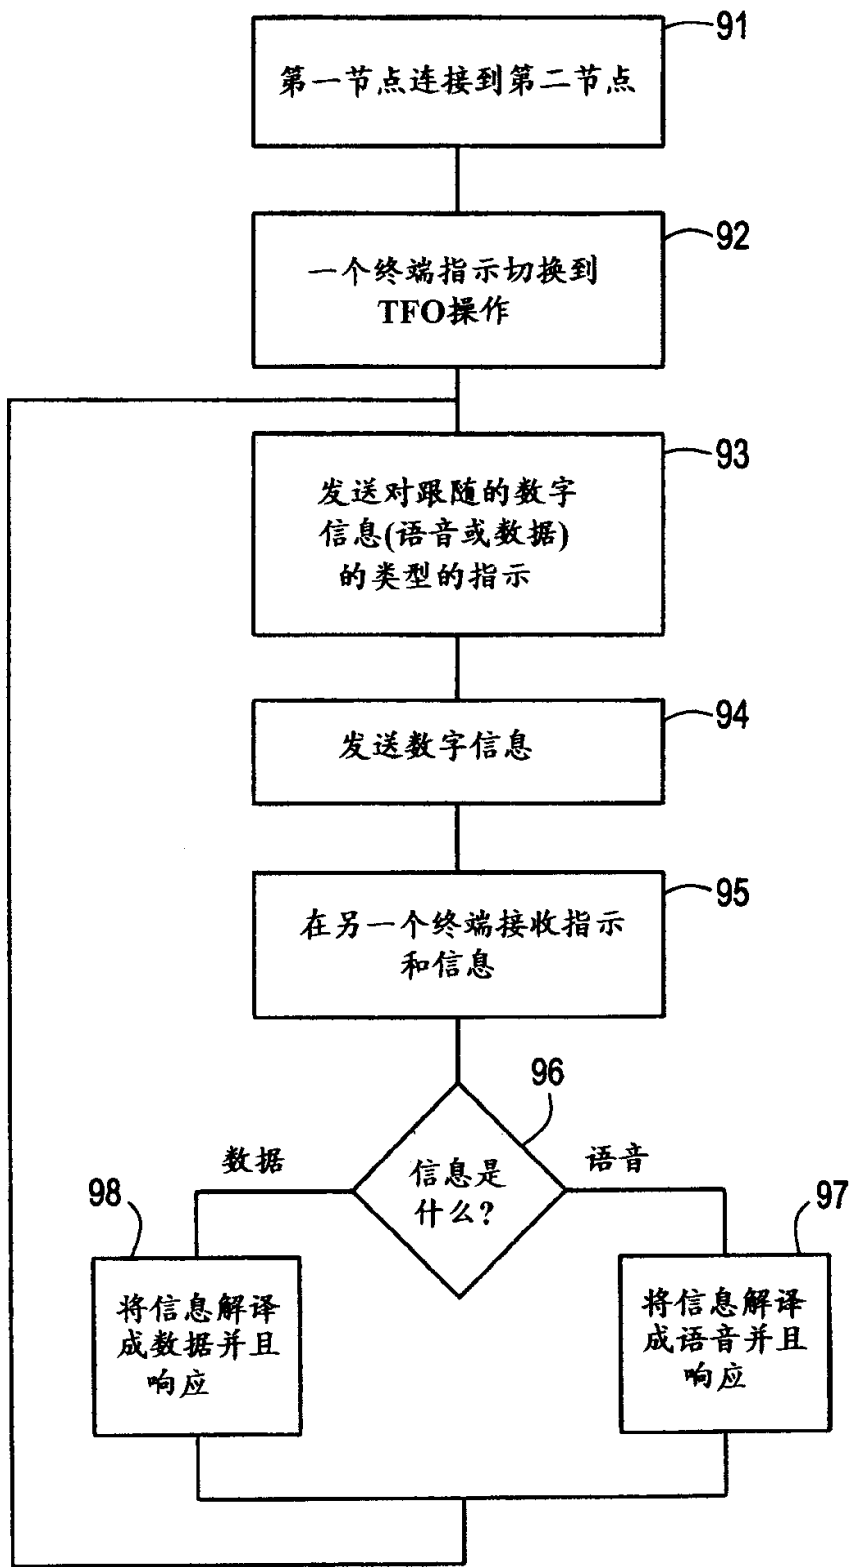 91
第一节点连接到第二节点
92
一个终端指示切换到
TFO操作
93
发送对跟随的数字
信息(语音或数据)
的类型的指示
94
发送数字信息
95
在另一个终端接收指示
和信息
96
信息是
什么?
数据
语音
98
将信息解译
成数据并且
响应
97
将信息解译
成语音并且
响应